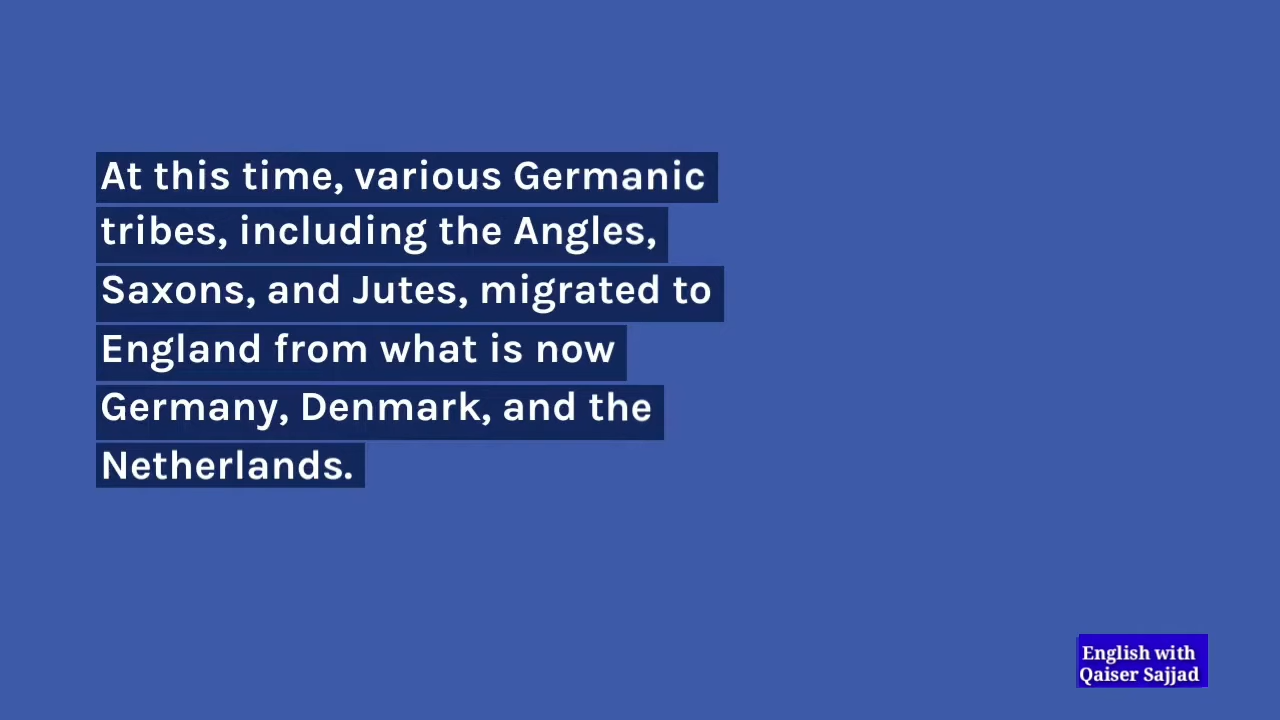 At this time, various Germanic
tribes, including the Angles,
Saxons, and Jutes, migrated to
England from what is now
Germany, Denmark, and the
Netherlands.
English with
Qaiser Sajjad